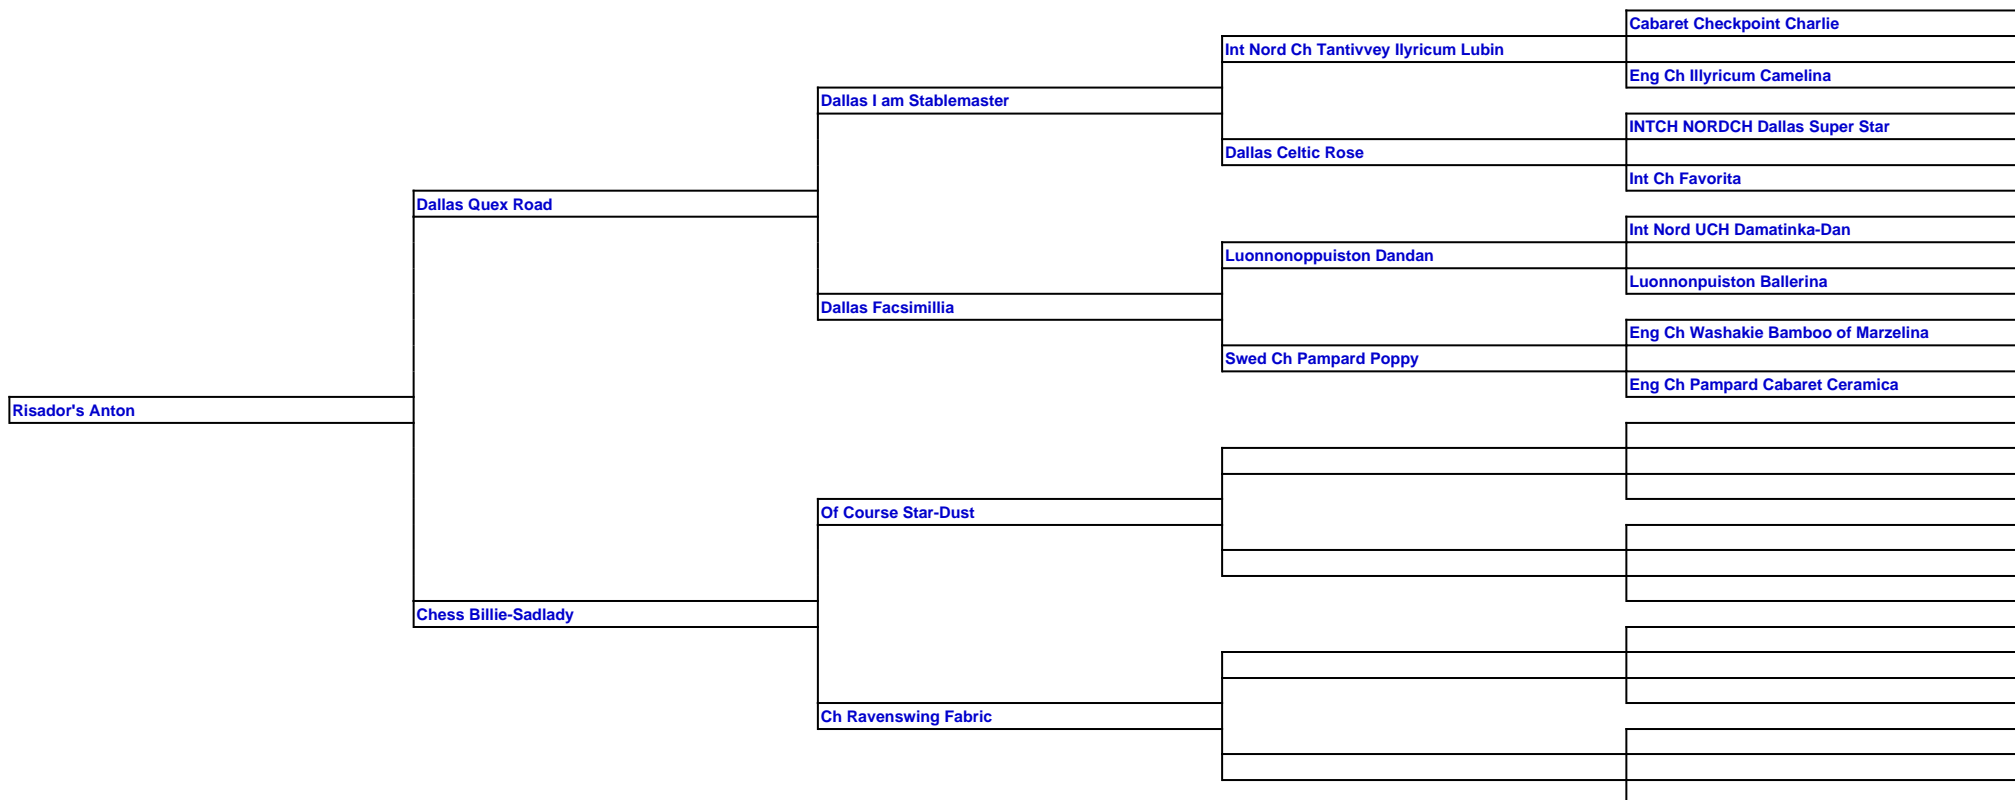 Cabaret Checkpoint Charlie
Int Nord Ch Tantivvey Ilyricum Lubin
Eng Ch Illyricum Camelina
Dallas I am Stablemaster
INTCH NORDCH Dallas Super Star
Dallas Celtic Rose
Int Ch Favorita
Dallas Quex Road
Int Nord UCH Damatinka-Dan
Luonnonoppuiston Dandan
Luonnonpuiston Ballerina
Dallas Facsimillia
Eng Ch Washakie Bamboo of Marzelina
Swed Ch Pampard Poppy
Eng Ch Pampard Cabaret Ceramica
Risador's Anton
Of Course Star-Dust
Chess Billie-Sadlady
Ch Ravenswing Fabric